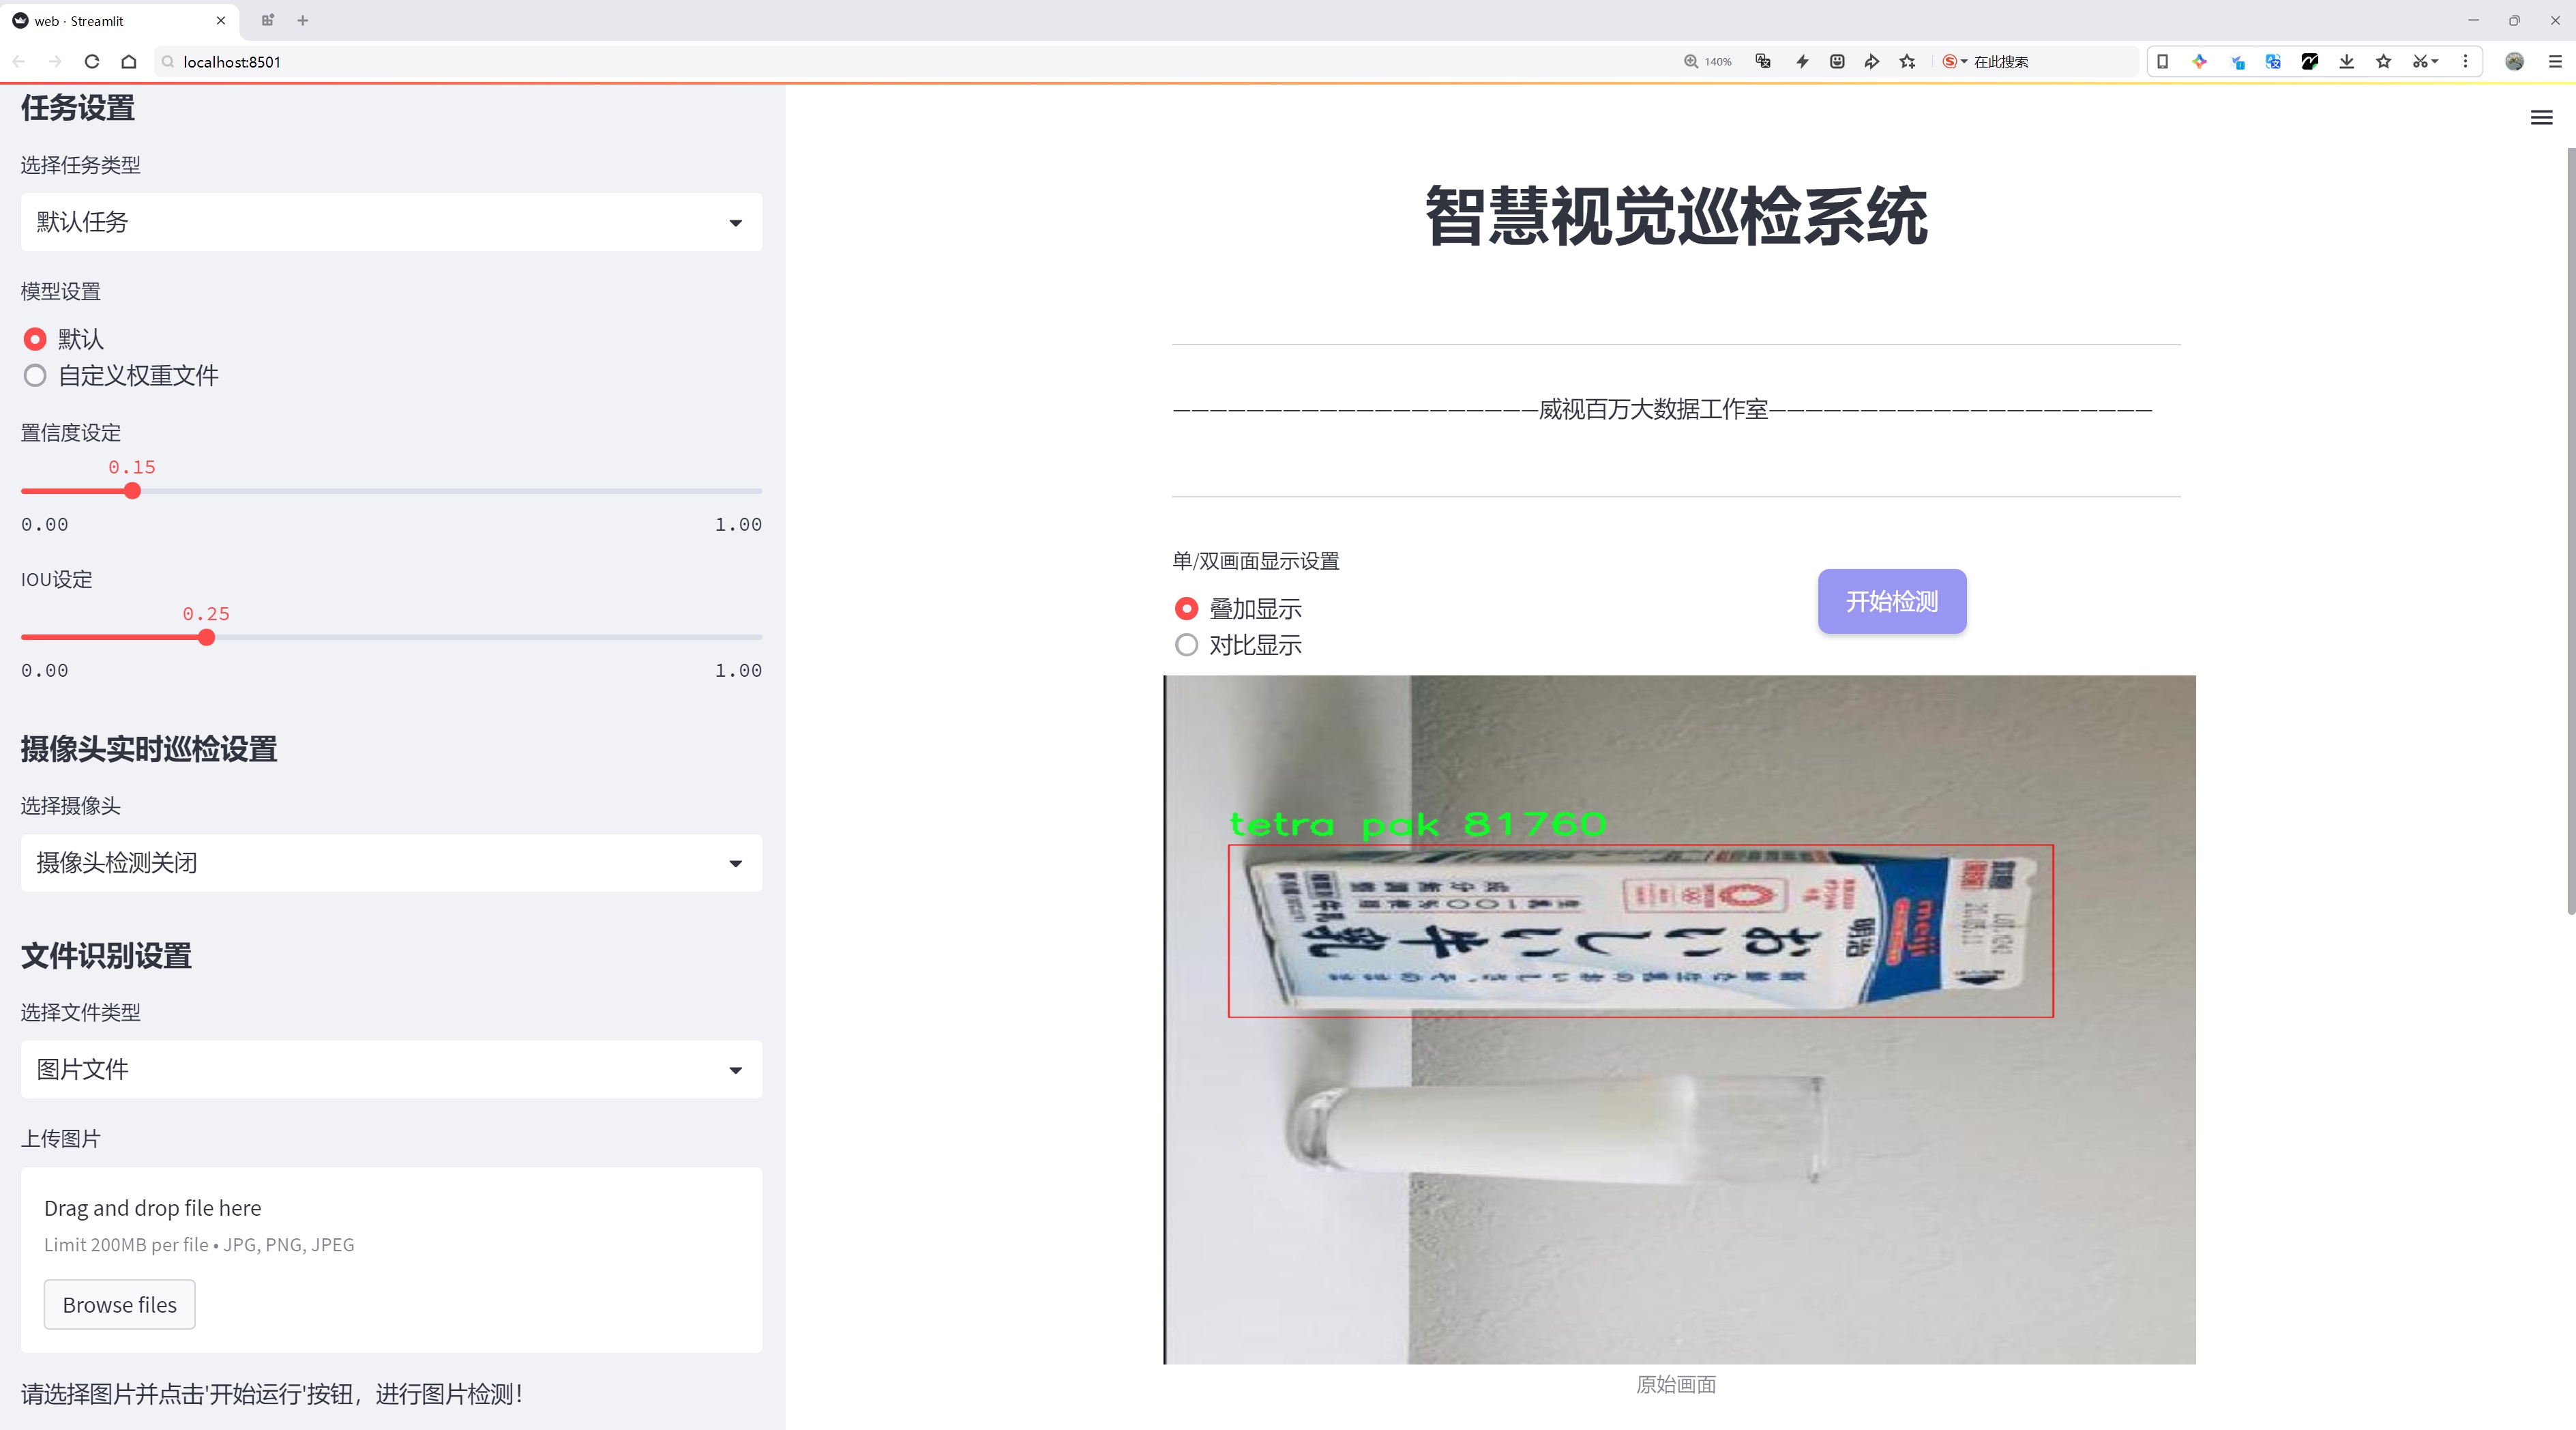 web · Streamlit
localhost:8501
140%
在此搜索
任务设置
选择任务类型
默认任务
模型设置
默认
自定义权重文件
置信度设定
0.15
0.00
1.00
IOU设定
0.25
0.00
1.00
摄像头实时巡检设置
选择摄像头
摄像头检测关闭
文件识别设置
选择文件类型
图片文件
上传图片
Drag and drop file here
Limit 200MB per file • JPG, PNG, JPEG
Browse files
请选择图片并点击'开始运行'按钮，进行图片检测！
智慧视觉巡检系统
————————————————————威视百万大数据工作室—————————————————————
单/双画面显示设置
叠加显示
对比显示
开始检测
tetra pak 81760
meiji
明治
おいしい牛乳
原始画面